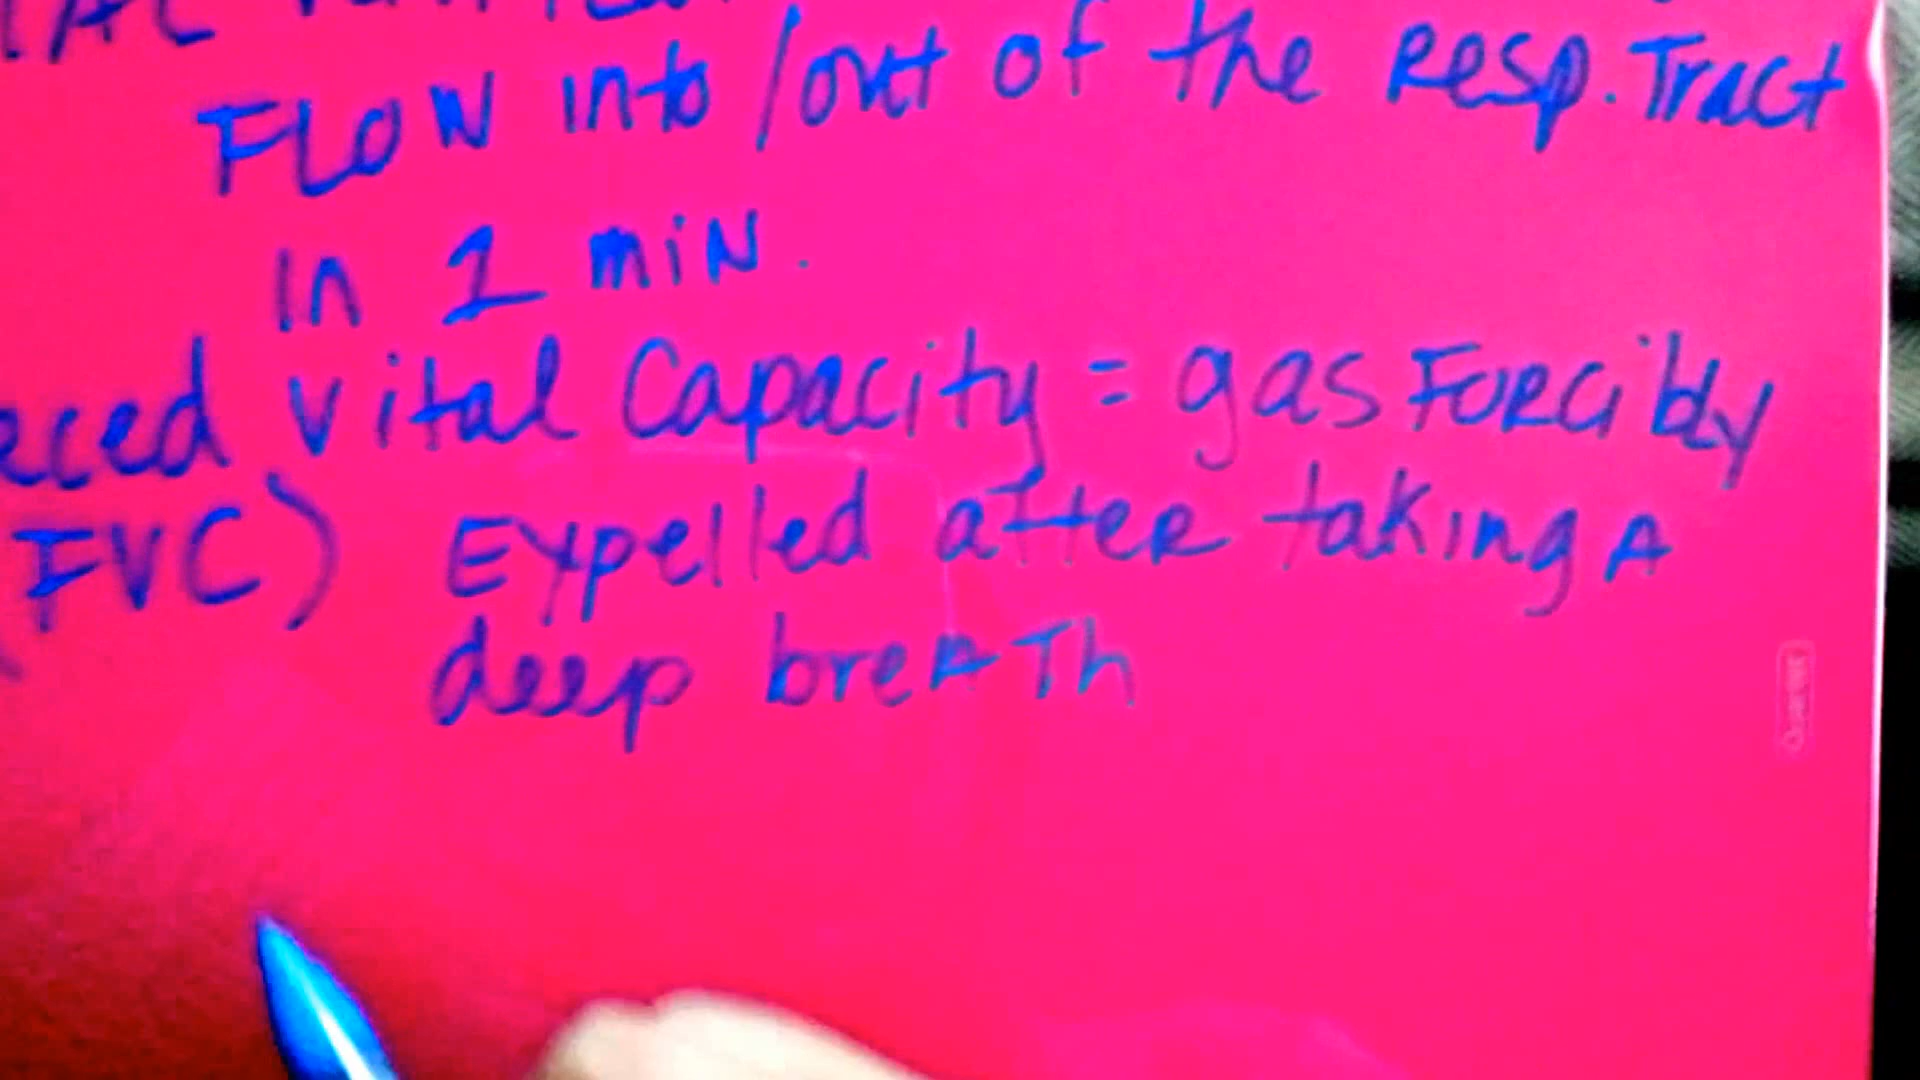 FLOW into/out of the Resp. Tract
in 1 miN.
Vital Capacity = gas FORCibly
FVC) Expelled after taking A
deep breATh